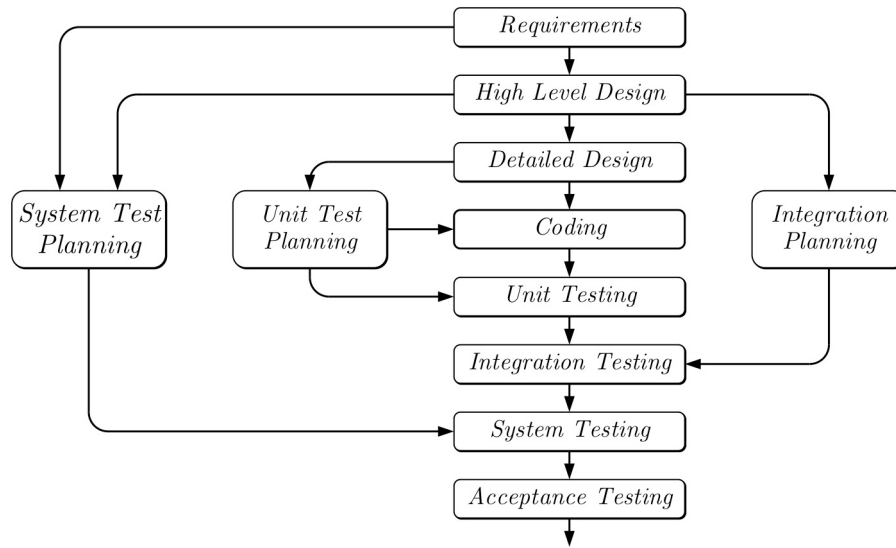 Requirements
High Level Design
Detailed Design
System Test
Planning
Unit Test
Planning
Coding
Integration
Planning
Unit Testing
Integration Testing
System Testing
Acceptance Testing